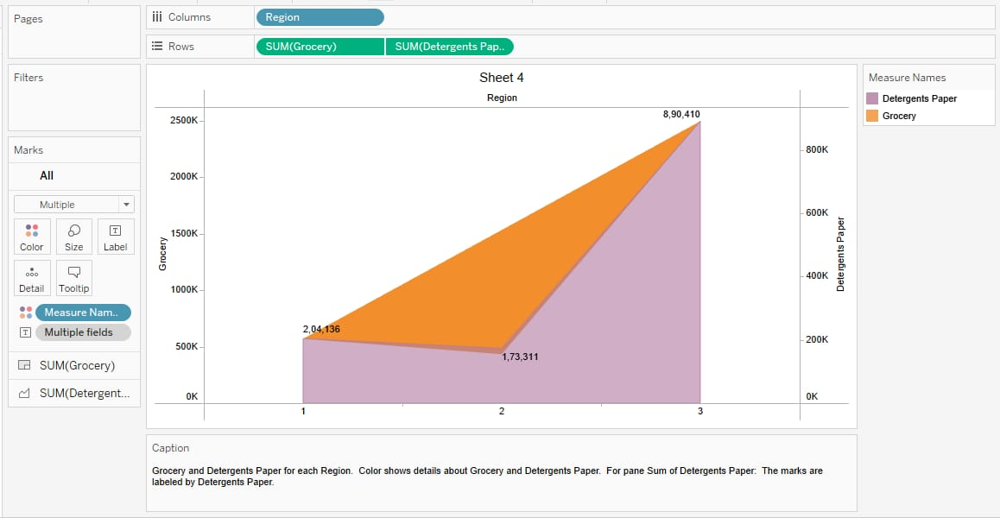 Pages
Columns
Region
Rows
SUM(Grocery)
SUM(Detergents Pap..
Filters
Marks
All
Multiple
Color
Size
Label
Detail
Tooltip
Measure Nam..
Multiple fields
SUM(Grocery)
SUM(Detergent...
Sheet 4
Region
8,90,410
2500K
2000K
1500K
1000K
500K
0K
Grocery
2,04,136
1,73,311
800K
600K
400K
200K
0K
Detergents Paper
1
2
3
Measure Names
Detergents Paper
Grocery
Caption
Grocery and Detergents Paper for each Region.  Color shows details about Grocery and Detergents Paper.  For pane Sum of Detergents Paper:  The marks are
labeled by Detergents Paper.